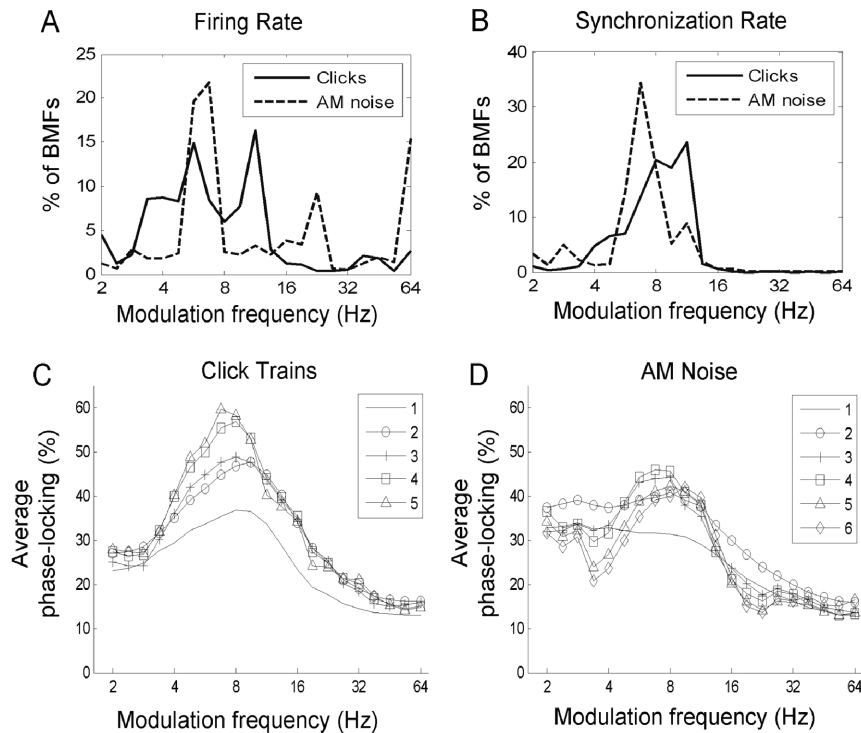 A
Firing Rate
25
20
15
10
5
0
% of BMFs
Clicks
AM noise
2
4
8
16
32
64
Modulation frequency (Hz)
B
Synchronization Rate
40
30
20
10
0
% of BMFs
Clicks
AM noise
2
4
8
16
32
64
Modulation frequency (Hz)
C
Click Trains
60
50
40
30
20
10
0
Average
phase-locking (%)
1
2
3
4
5
2
4
8
16
32
64
Modulation frequency (Hz)
D
AM Noise
60
50
40
30
20
10
0
Average
phase-locking (%)
1
2
3
4
5
6
2
4
8
16
32
64
Modulation frequency (Hz)